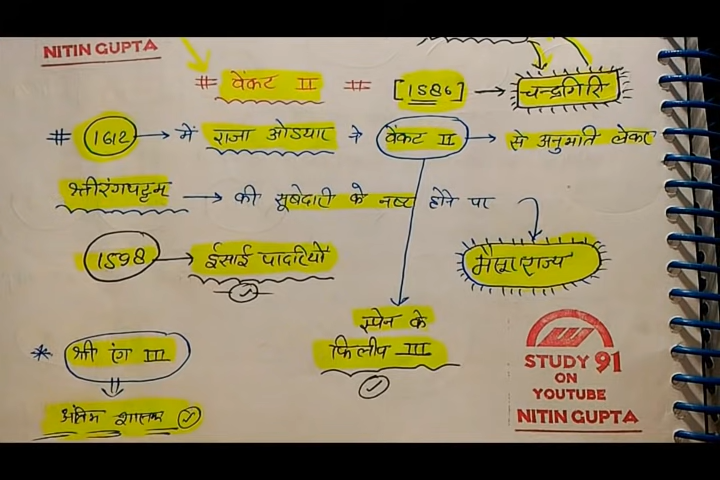 NITIN GUPTA
# वेंकट II # [1586] → चन्द्रगिरि
# 1612 → में राजा ओडयार ने वेंकट II → से अनुमति लेकर
श्रीरंगपट्टम → की सूबेदारी के नष्ट होने पर
मैसूर राज्य
1598 → ईसाई पादरियों
स्पेन के
फिलीप III
* श्री रंग III
अंतिम शासक
STUDY 91
ON
YOUTUBE
NITIN GUPTA